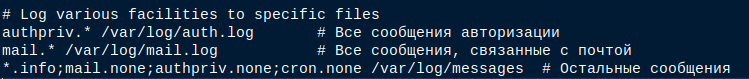 # Log various facilities to specific files
authpriv.* /var/log/auth.log       # Все сообщения авторизации
mail.* /var/log/mail.log           # Все сообщения, связанные с почтой
*.info;mail.none;authpriv.none;cron.none /var/log/messages  # Остальные сообщения